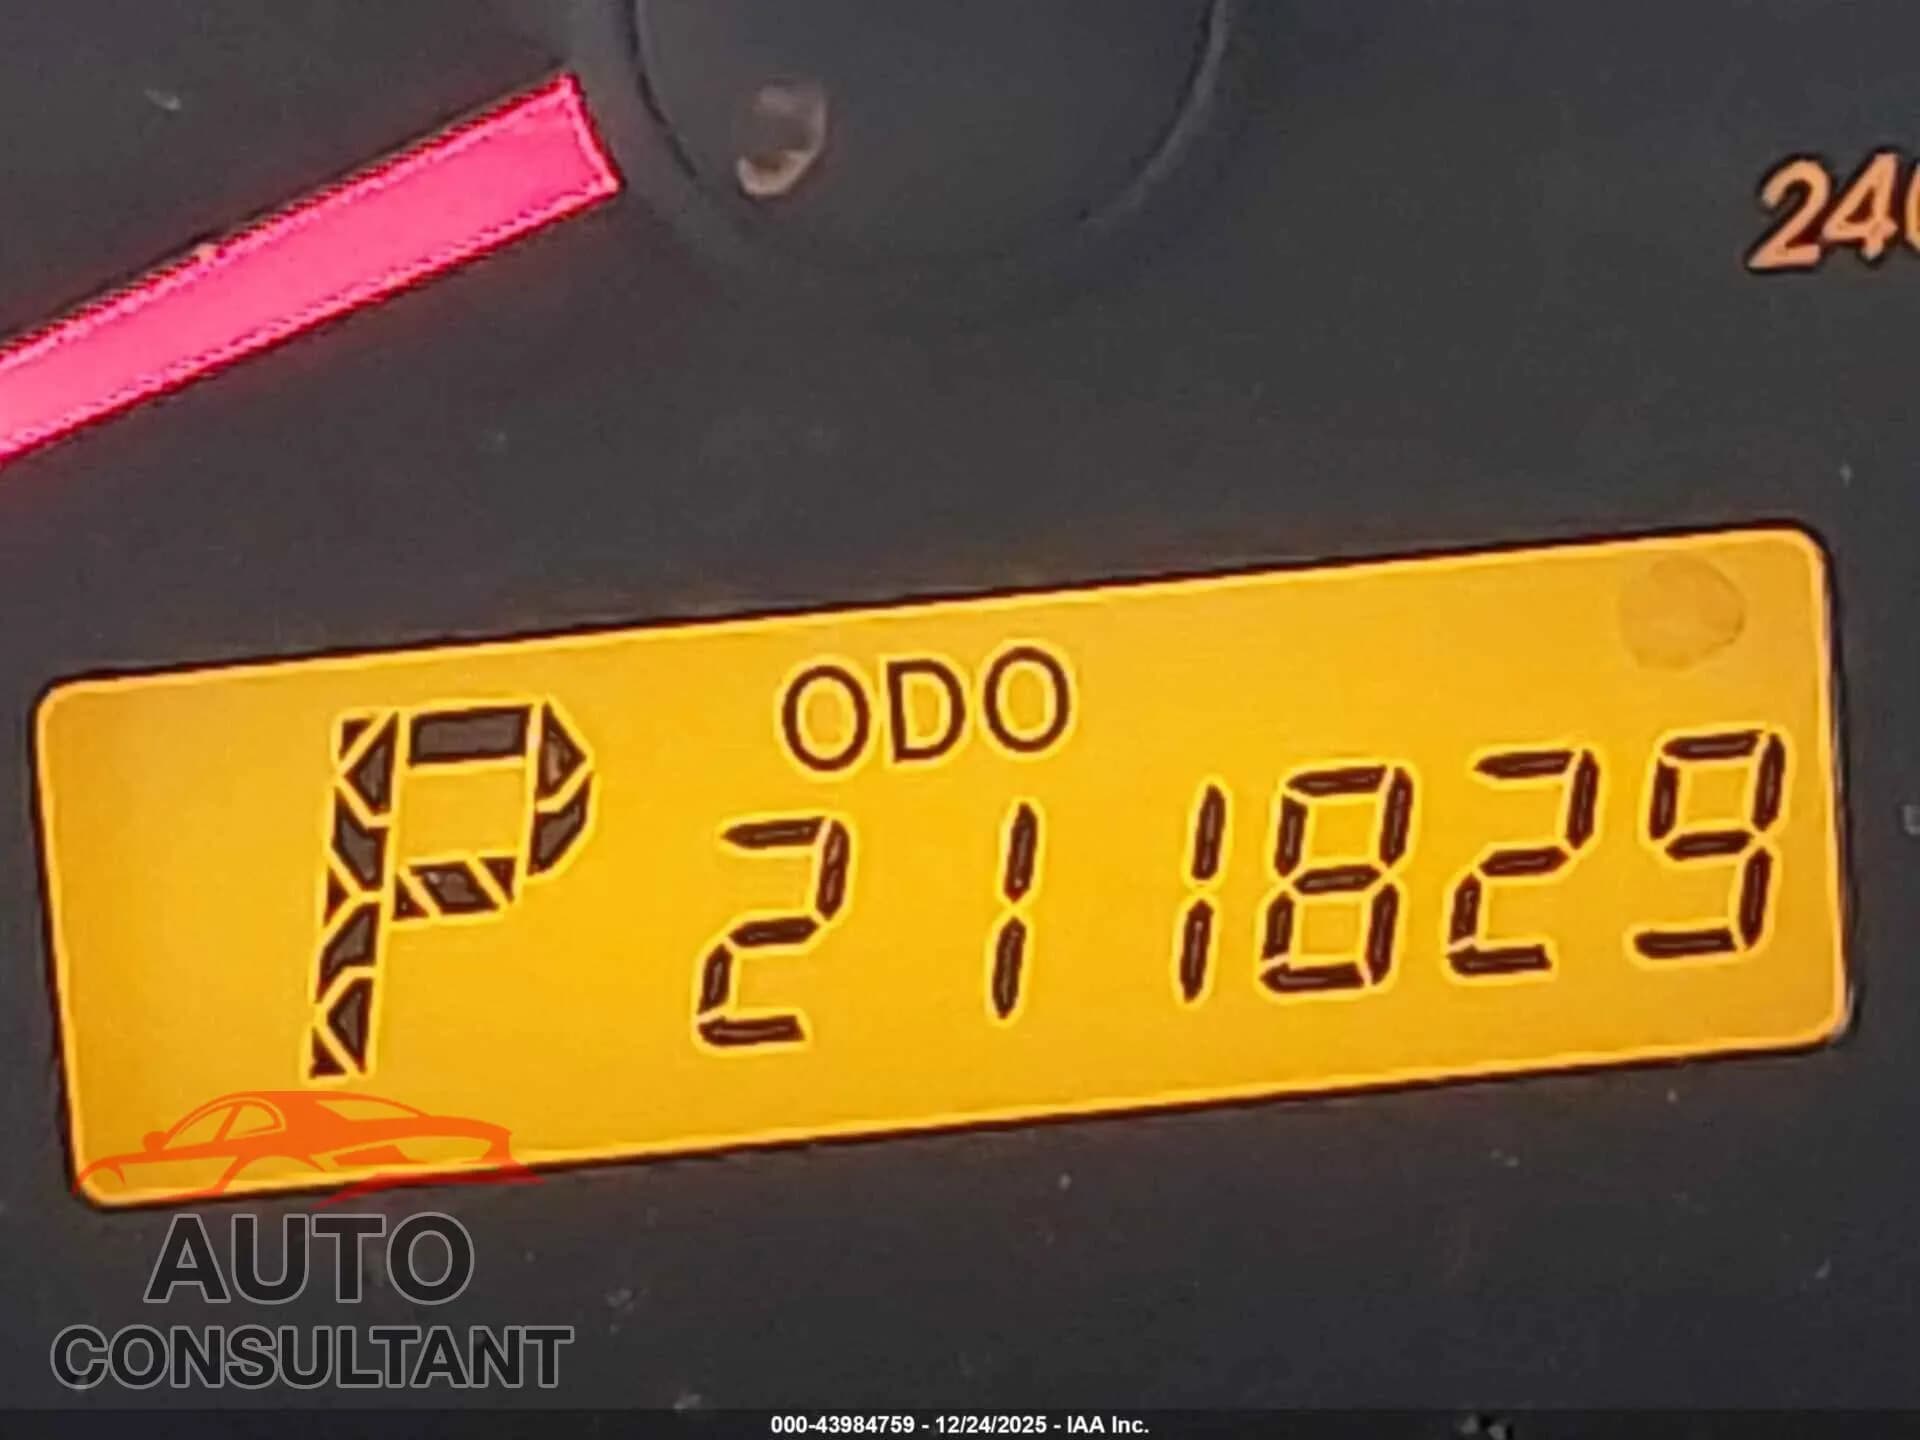 240
ODO
P 211829
AUTO
CONSULTANT
000-43984759 - 12/24/2025 - IAA Inc.